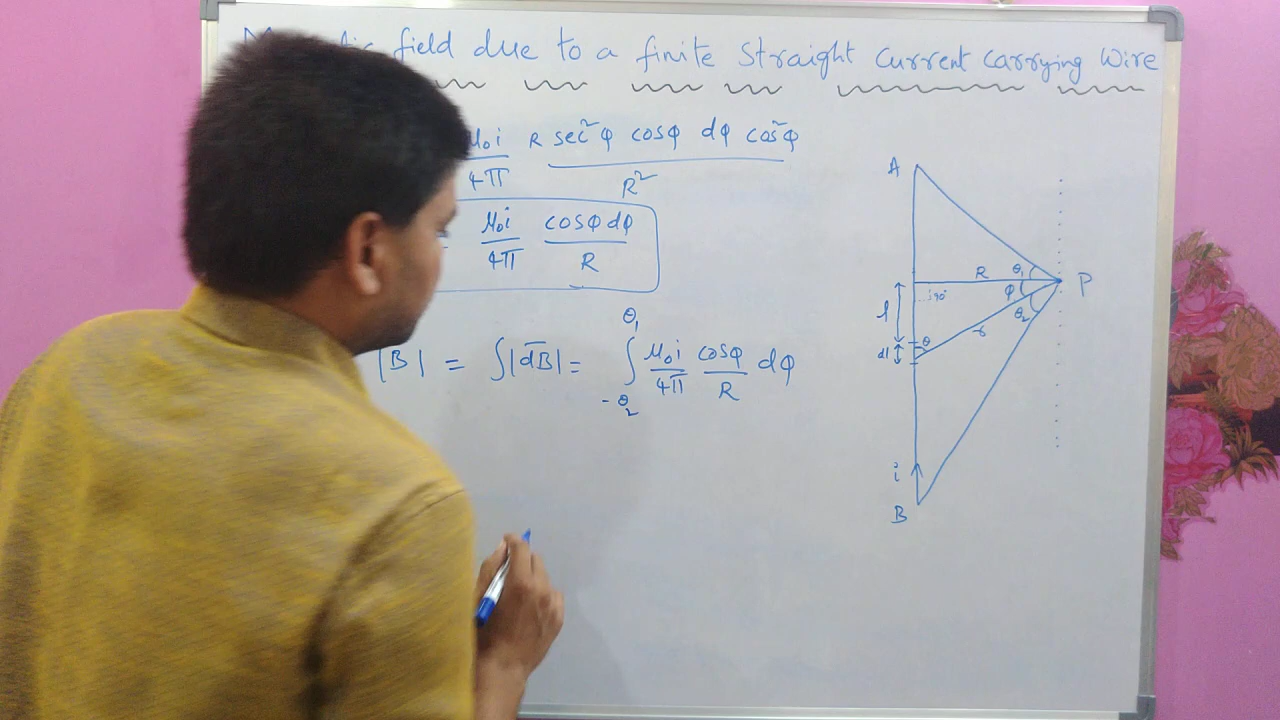 field due to a finite straight current carrying wire
μ₀i/4π R sec²φ cosφ dφ cos²φ/R²
μ₀i/4π cosφ dφ/R
|B| = ∫|dB̄| = ∫ from -θ₂ to θ₁ μ₀i/4π cosφ/R dφ
A
R θ₁ P
90° φ
l θ₂
θ r
dl
i
B